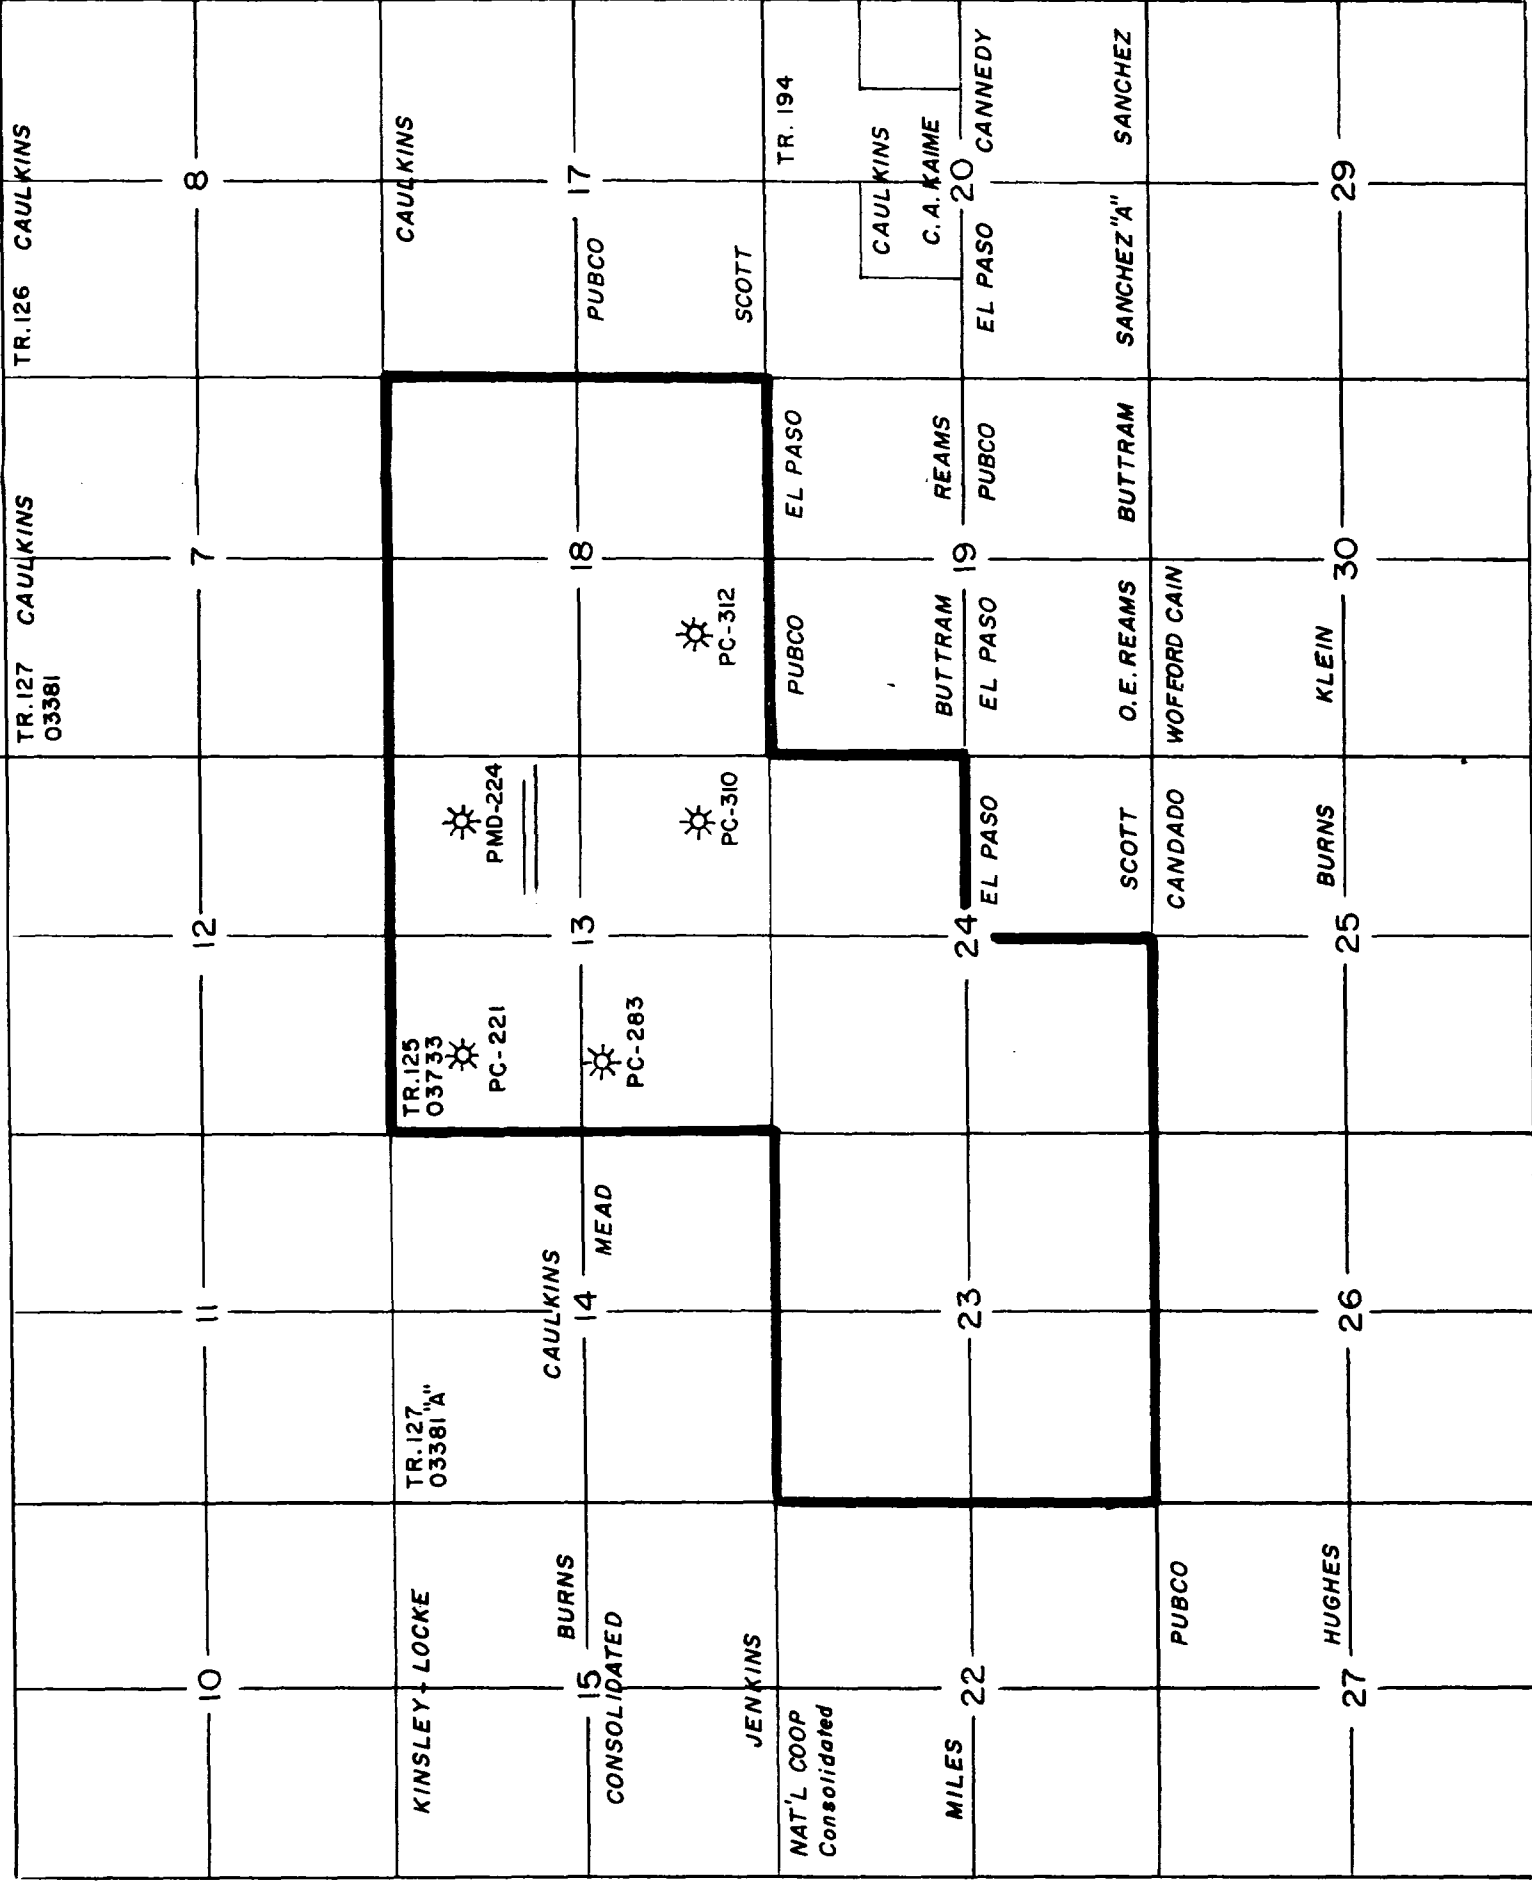 TR.127 CAULKINS
03381
TR.126 CAULKINS
10
11
12
7
8
KINSLEY-LOCKE
TR.127
03381 "A"
TR.125
03733
PC-221
PMD-224
CAULKINS
BURNS
CAULKINS
15
14
13
18
17
CONSOLIDATED
MEAD
PC-283
PUBCO
JENKINS
PC-310
PC-312
SCOTT
NAT'L COOP
Consolidated
PUBCO
EL PASO
TR. 194
CAULKINS
C. A. KAIME
MILES
BUTTRAM
REAMS
22
23
24
19
20
EL PASO
EL PASO
PUBCO
EL PASO
CANNEDY
SCOTT
O.E. REAMS
BUTTRAM
SANCHEZ "A"
SANCHEZ
PUBCO
CANDADO
WOFFORD CAIN
HUGHES
BURNS
KLEIN
27
26
25
30
29